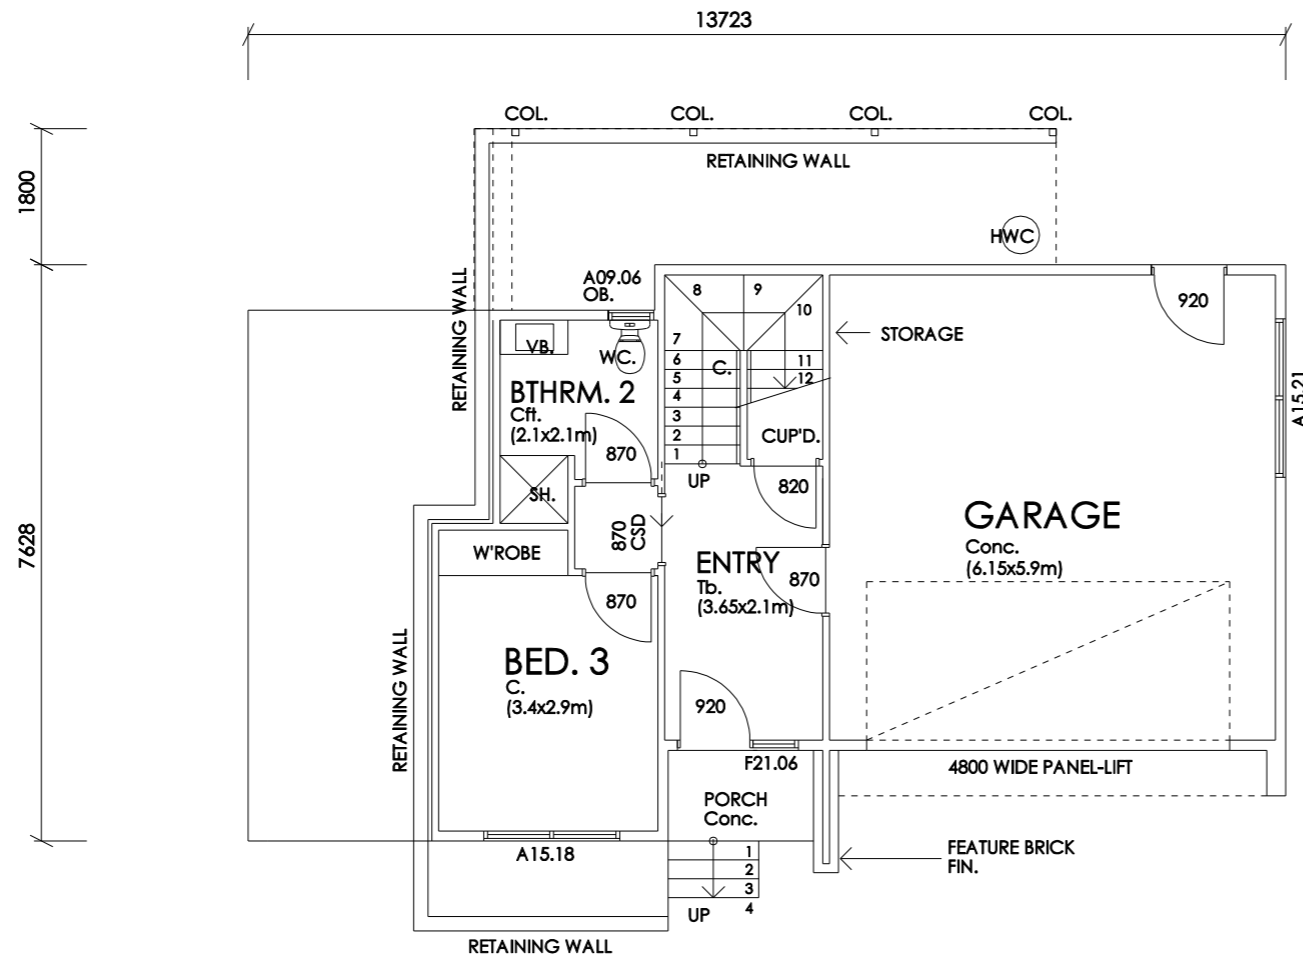 13723
COL.
COL.
COL.
COL.
RETAINING WALL
1800
HWC
A09.06
OB.
RETAINING WALL
8
9
10
920
7
STORAGE
VB.
WC.
6
C.
11
5
12
A15.21
BTHRM. 2
4
Cft.
3
(2.1x2.1m)
2
CUP'D.
870
1
UP
820
SH.
GARAGE
Conc.
(6.15x5.9m)
7628
870
CSD
W'ROBE
ENTRY
Tb.
(3.65x2.1m)
870
870
RETAINING WALL
BED. 3
C.
(3.4x2.9m)
920
F21.06
4800 WIDE PANEL-LIFT
PORCH
Conc.
A15.18
1
2
3
4
UP
FEATURE BRICK
FIN.
RETAINING WALL